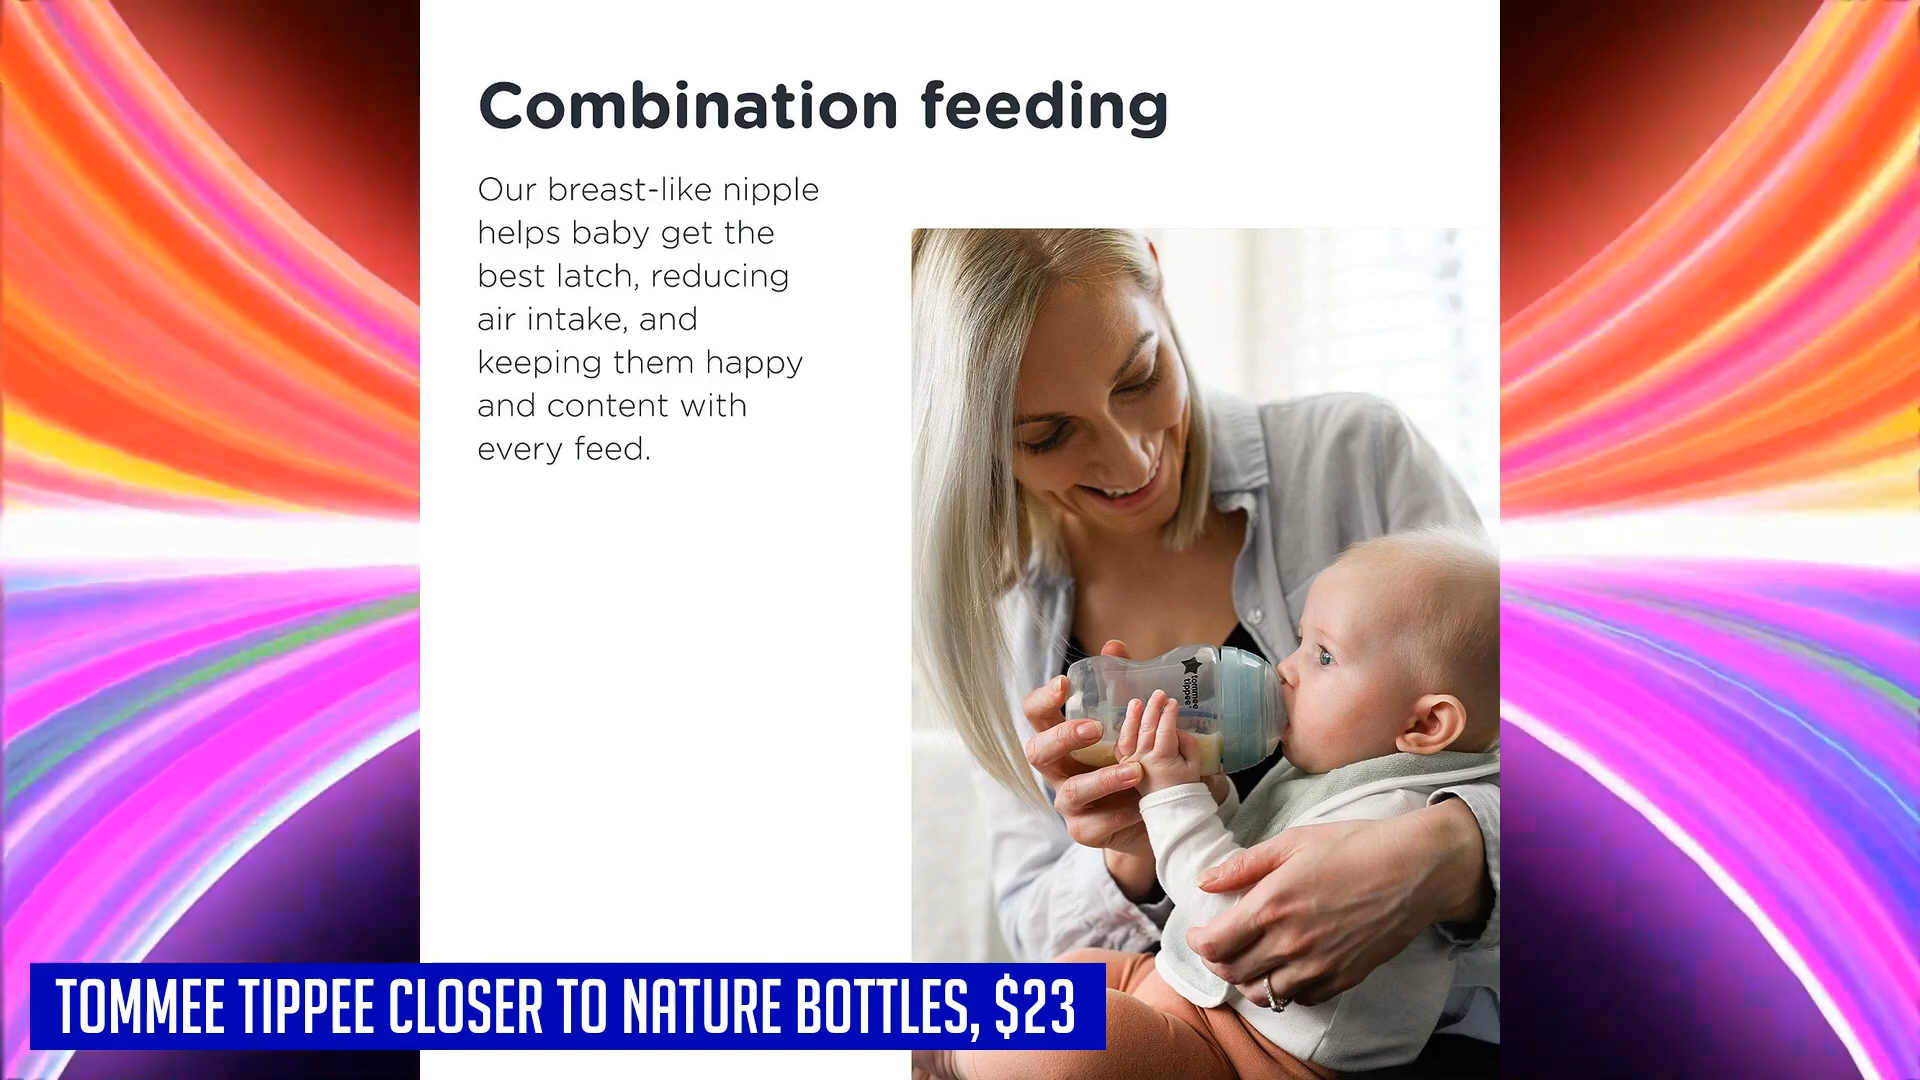 Combination feeding
Our breast-like nipple
helps baby get the
best latch, reducing
air intake, and
keeping them happy
and content with
every feed.
tommee
tippee
TOMMEE TIPPEE CLOSER TO NATURE BOTTLES, $23